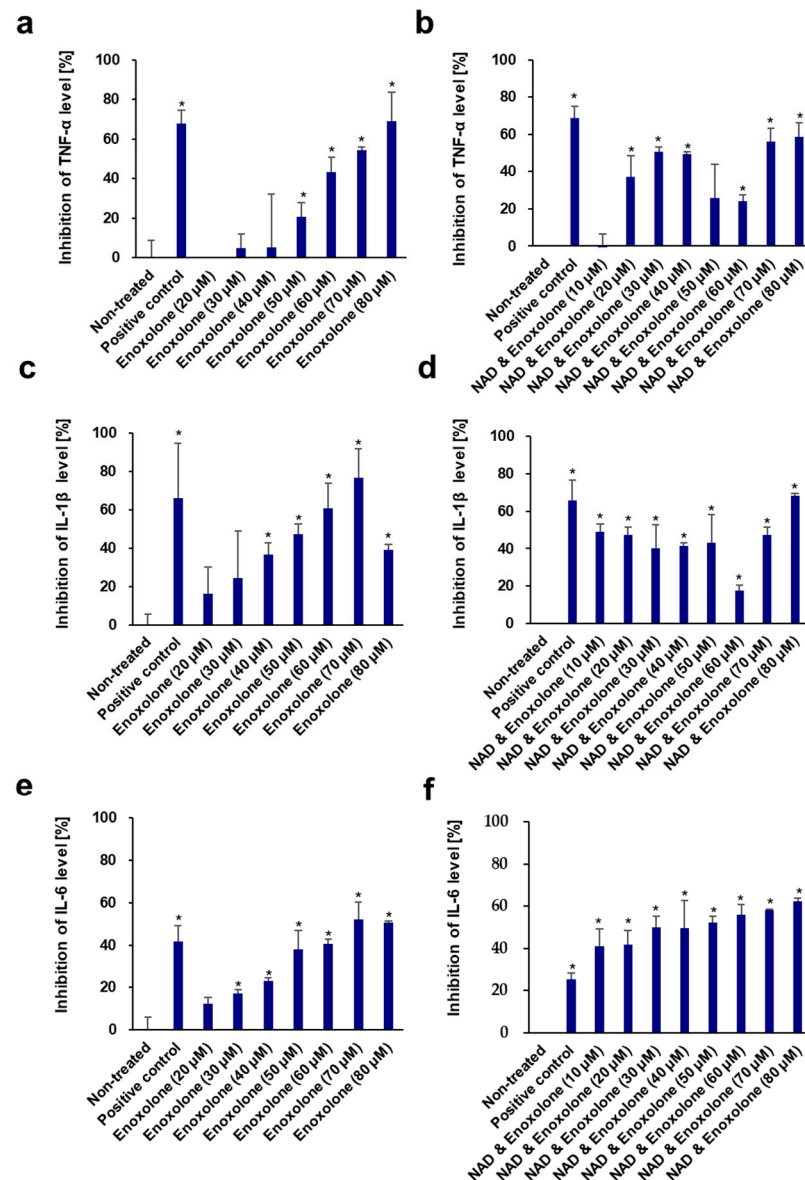 a
Inhibition of TNF-α level [%]
100
80
60
40
20
0
*
*
*
*
*
Non-treated
Positive control
Enoxolone (20 µM)
Enoxolone (30 µM)
Enoxolone (40 µM)
Enoxolone (50 µM)
Enoxolone (60 µM)
Enoxolone (70 µM)
Enoxolone (80 µM)
b
Inhibition of TNF-α level [%]
100
80
60
40
20
0
*
*
*
*
*
*
*
Non-treated
Positive control
NAD & Enoxolone (10 µM)
NAD & Enoxolone (20 µM)
NAD & Enoxolone (30 µM)
NAD & Enoxolone (40 µM)
NAD & Enoxolone (50 µM)
NAD & Enoxolone (60 µM)
NAD & Enoxolone (70 µM)
NAD & Enoxolone (80 µM)
c
Inhibition of IL-1β level [%]
100
80
60
40
20
0
*
*
*
*
*
*
Non-treated
Positive control
Enoxolone (20 µM)
Enoxolone (30 µM)
Enoxolone (40 µM)
Enoxolone (50 µM)
Enoxolone (60 µM)
Enoxolone (70 µM)
Enoxolone (80 µM)
d
Inhibition of IL-1β level [%]
100
80
60
40
20
0
*
*
*
*
*
*
*
*
*
Non-treated
Positive control
NAD & Enoxolone (10 µM)
NAD & Enoxolone (20 µM)
NAD & Enoxolone (30 µM)
NAD & Enoxolone (40 µM)
NAD & Enoxolone (50 µM)
NAD & Enoxolone (60 µM)
NAD & Enoxolone (70 µM)
NAD & Enoxolone (80 µM)
e
Inhibition of IL-6 level [%]
100
80
60
40
20
0
*
*
*
*
*
*
*
Non-treated
Positive control
Enoxolone (20 µM)
Enoxolone (30 µM)
Enoxolone (40 µM)
Enoxolone (50 µM)
Enoxolone (60 µM)
Enoxolone (70 µM)
Enoxolone (80 µM)
f
Inhibition of IL-6 level [%]
100
80
60
40
20
0
*
*
*
*
*
*
*
*
*
Non-treated
Positive control
NAD & Enoxolone (10 µM)
NAD & Enoxolone (20 µM)
NAD & Enoxolone (30 µM)
NAD & Enoxolone (40 µM)
NAD & Enoxolone (50 µM)
NAD & Enoxolone (60 µM)
NAD & Enoxolone (70 µM)
NAD & Enoxolone (80 µM)